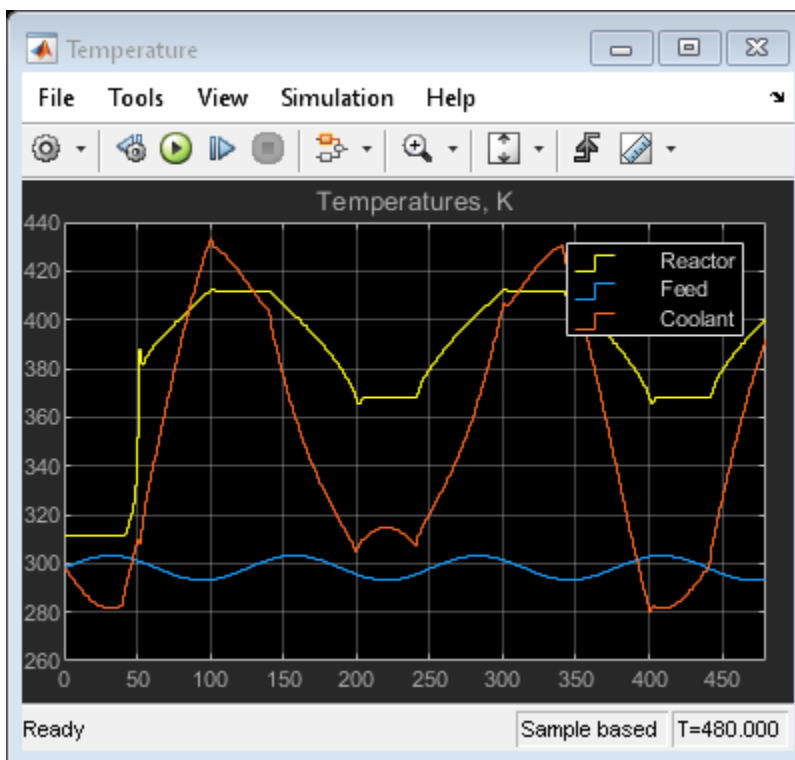 Temperature
File Tools View Simulation Help
Temperatures, K
440
420
400
380
360
340
320
300
280
260
Reactor
Feed
Coolant
0 50 100 150 200 250 300 350 400 450
Ready Sample based T=480.000